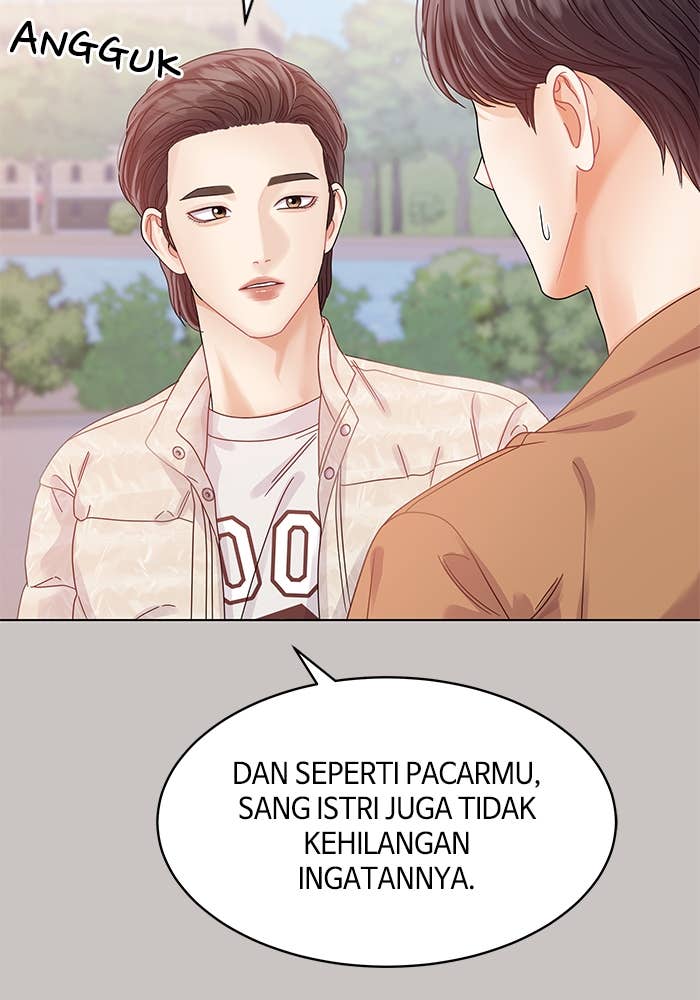 ANGGUK
DAN SEPERTI PACARMU,
SANG ISTRI JUGA TIDAK
KEHILANGAN
INGATANNYA.